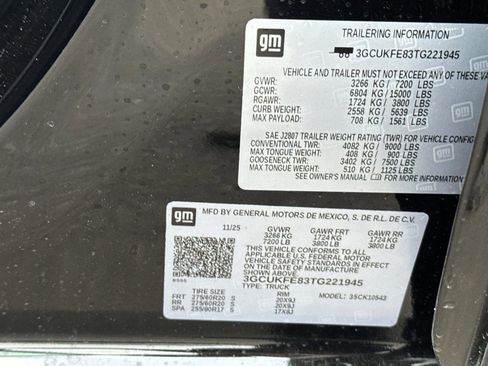 gm
TRAILERING INFORMATION
3GCUKFE83TG221945
VEHICLE AND TRAILER MUST NOT EXCEED ANY OF THESE VA
GVWR: 3266 KG/ 7200 LBS
GCWR: 6804 KG/15000 LBS
RGAWR: 1724 KG/ 3800 LBS
CURB WEIGHT: 2558 KG/ 5639 LBS
MAX PAYLOAD: 708 KG/ 1561 LBS
SAE J2807 TRAILER WEIGHT RATING (TWR) FOR VEHICLE CONFIG
CONVENTIONAL TWR: 4082 KG/ 9000 LBS
MAX TONGUE WEIGHT: 408 KG/ 900 LBS
GOOSENECK TWR: 3402 KG/ 7500 LBS
MAX TONGUE WEIGHT: 510 KG/ 1125 LBS
SEE OWNER'S MANUAL FOR MORE INFORMATION
gm
MFD BY GENERAL MOTORS DE MEXICO, S. DE R.L. DE C.V.
11/25 GVWR GAWR FRT GAWR RR
3266 KG 1724 KG 1724 KG
7200 LB 3800 LB 3800 LB
THIS VEHICLE CONFORMS TO ALL
APPLICABLE U.S. FEDERAL MOTOR
VEHICLE SAFETY STANDARDS IN
EFFECT ON THE DATE OF MANUFACTURE
SHOWN ABOVE.
3GCUKFE83TG221945
TYPE: TRUCK
TIRE SIZE RIM MODEL: 35CK10543
FRT 275/60R20 S 20X9J
RR 275/60R20 S 20X9J
SPA 255/80R17 S 17X8J